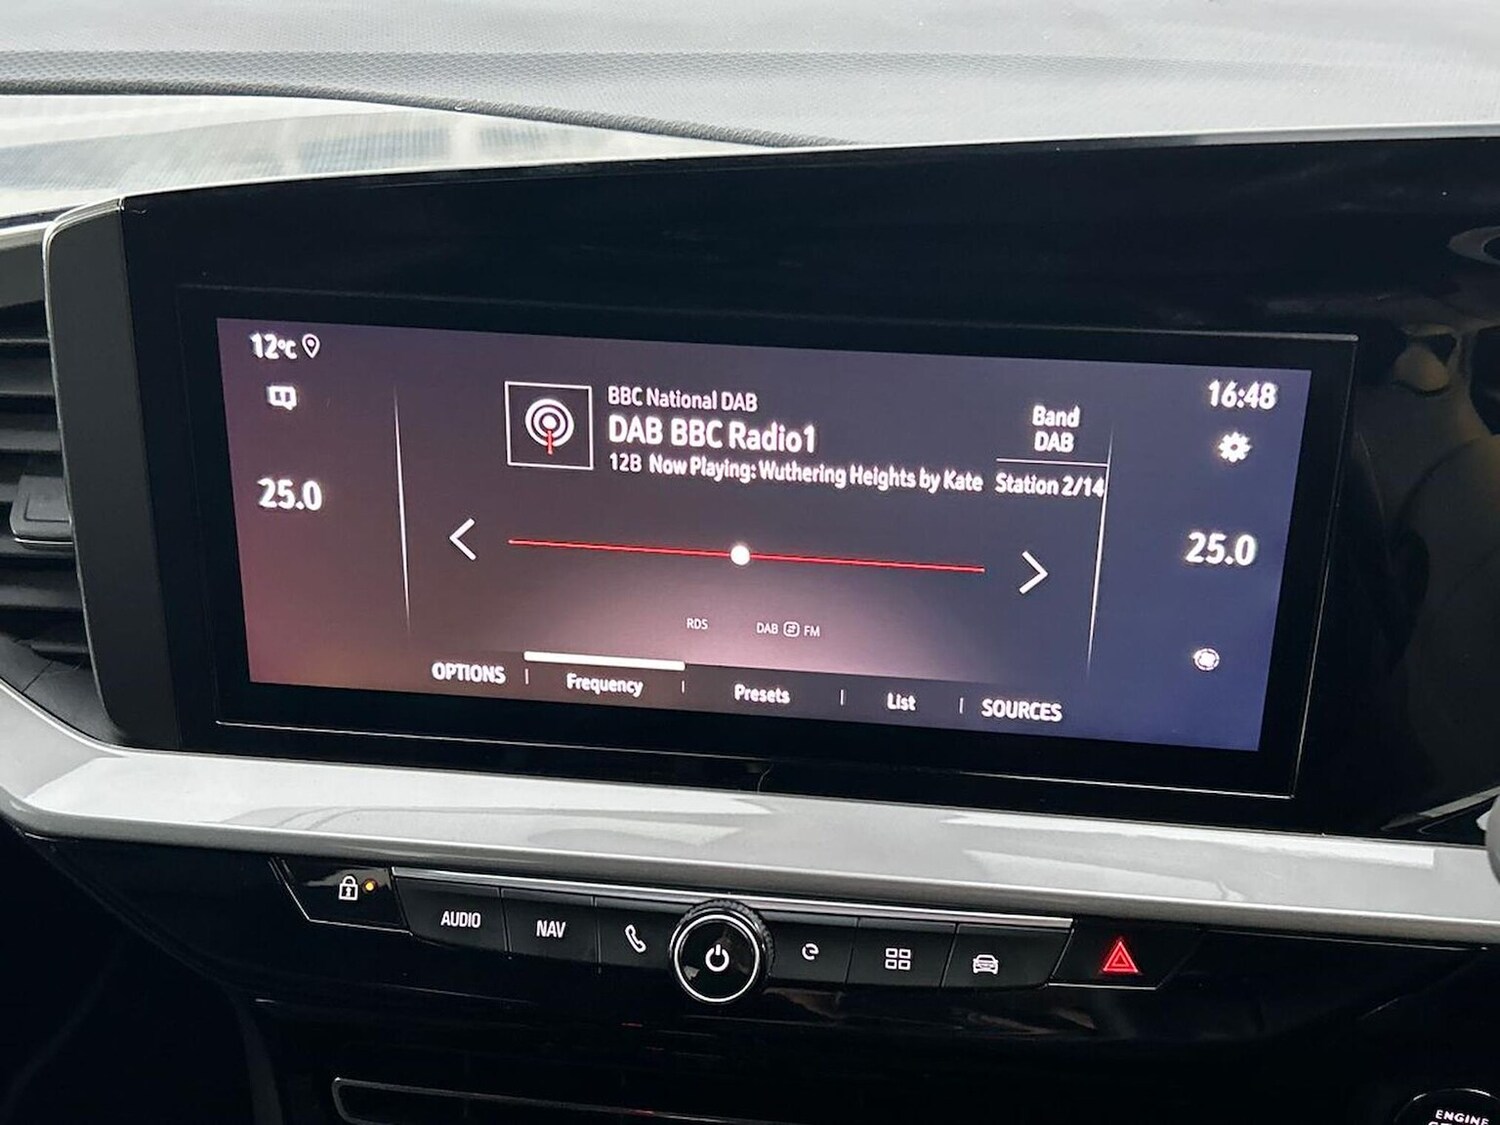 12°C
25.0
BBC National DAB
DAB BBC Radio1
12B Now Playing: Wuthering Heights by Kate
Band
DAB
Station 2/14
16:48
25.0
RDS
DAB FM
OPTIONS
Frequency
Presets
List
SOURCES
AUDIO
NAV
ENGINE